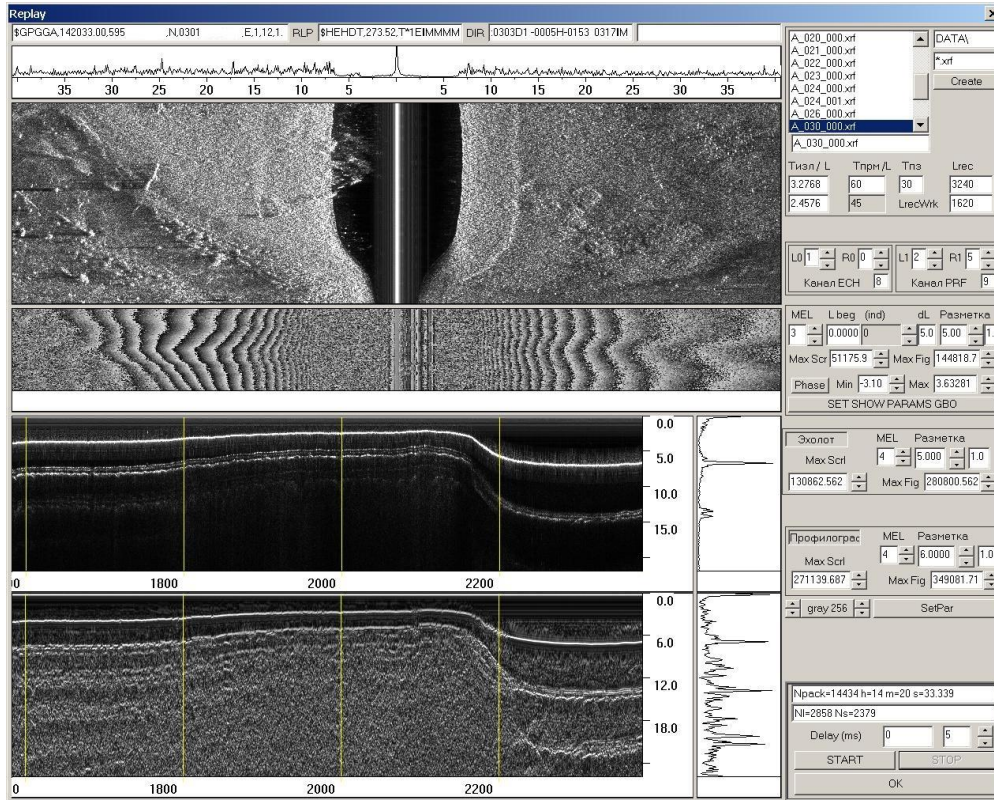 Replay
$GPGGA,142033.00,595 ,N,0301 ,E,1,12,1. RLP $HEHDT,273.52,T*1EIMMMM DIR :0303D1 -0005H-0153 0317IM
35 30 25 20 15 10 5 5 10 15 20 25 30 35
A_020_000.xrf
A_021_000.xrf
A_022_000.xrf
A_023_000.xrf
A_024_000.xrf
A_024_001.xrf
A_026_000.xrf
A_030_000.xrf
A_030_000.xrf
DATA\
*.xrf
Create
Тизл / L Тпрм /L Тпз Lrec
3.2768 60 30 3240
2.4576 45 LrecWrk 1620
L0 1 R0 0 L1 2 R1 5
Канал ECH 8 Канал PRF 9
MEL L beg (ind) dL Разметка
3 0.0000 0 5.0 5.00 1.
Max Scr 51175.9 Max Fig 144818.7
Phase Min -3.10 Max 3.63281
SET SHOW PARAMS GBO
0.0
5.0
10.0
15.0
00 1800 2000 2200
Эхолот MEL Разметка
4 5.000 1.0
Max Scrl
130862.562 Max Fig 280800.562
0.0
6.0
12.0
18.0
0 1800 2000 2200
Профилограс MEL Разметка
4 6.0000 1.0
Max Scrl
271139.687 Max Fig 349081.71
gray 256 SetPar
Npack=14434 h=14 m=20 s=33.339
Nl=2858 Ns=2379
Delay (ms) 0 5
START STOP
OK